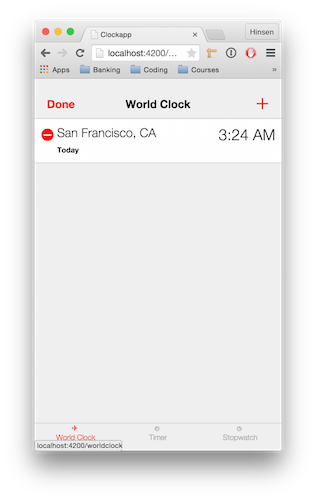 Clockapp
Hinsen
localhost:4200/...
Apps Banking Coding Courses »
Done World Clock +
San Francisco, CA 3:24 AM
Today
World Clock Timer Stopwatch
localhost:4200/worldclock